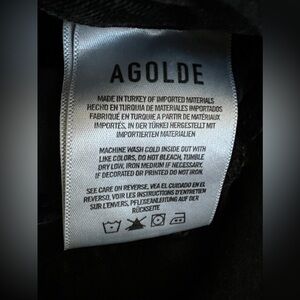 AGOLDE
MADE IN TURKEY OF IMPORTED MATERIALS
HECHO EN TURQUIA DE MATERIALES IMPORTADOS
FABRIQUÉ EN TURQUIE A PARTIR DE MATÉRIAUX
IMPORTÉS, IN DER TÜRKEI HERGESTELLT MIT
IMPORTIERTEN MATERIALIEN
MACHINE WASH COLD INSIDE OUT WITH
LIKE COLORS, DO NOT BLEACH, TUMBLE
DRY LOW, IRON MEDIUM IF NECESSARY.
IF DECORATED OR PRINTED DO NOT IRON.
SEE CARE ON REVERSE, VEA EL CUIDADO EN EL
REVERSO, VOIR LES INSTRUCTIONS D'ENTRETIEN
SUR L'ENVERS, PFLEGEANLEITUNG AUF DER
RÜCKSEITE